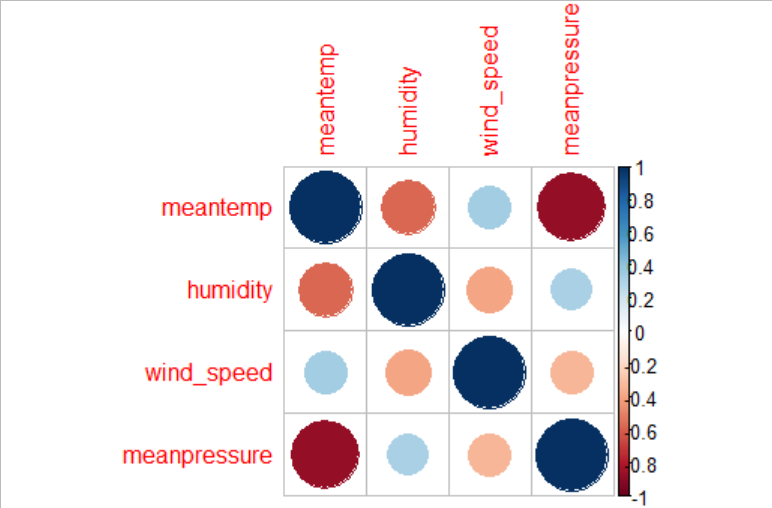 meantemp
humidity
wind_speed
meanpressure
meantemp
humidity
wind_speed
meanpressure
1
0.8
0.6
0.4
0.2
0
-0.2
-0.4
-0.6
-0.8
-1